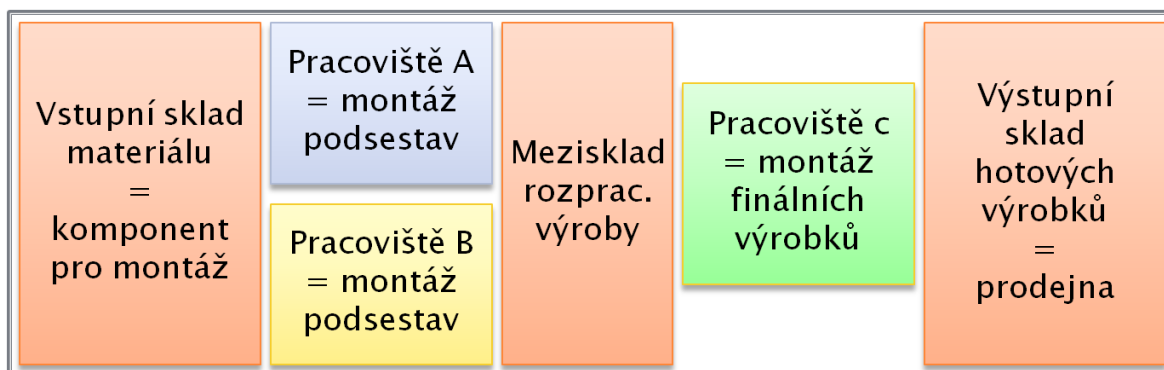 Vstupní sklad
materiálu
=
komponent
pro montáž
Pracoviště A
= montáž
podsestav
Pracoviště B
= montáž
podsestav
Mezisklad
rozprac.
výroby
Pracoviště c
= montáž
finálních
výrobků
Výstupní
sklad
hotových
výrobků
=
prodejna